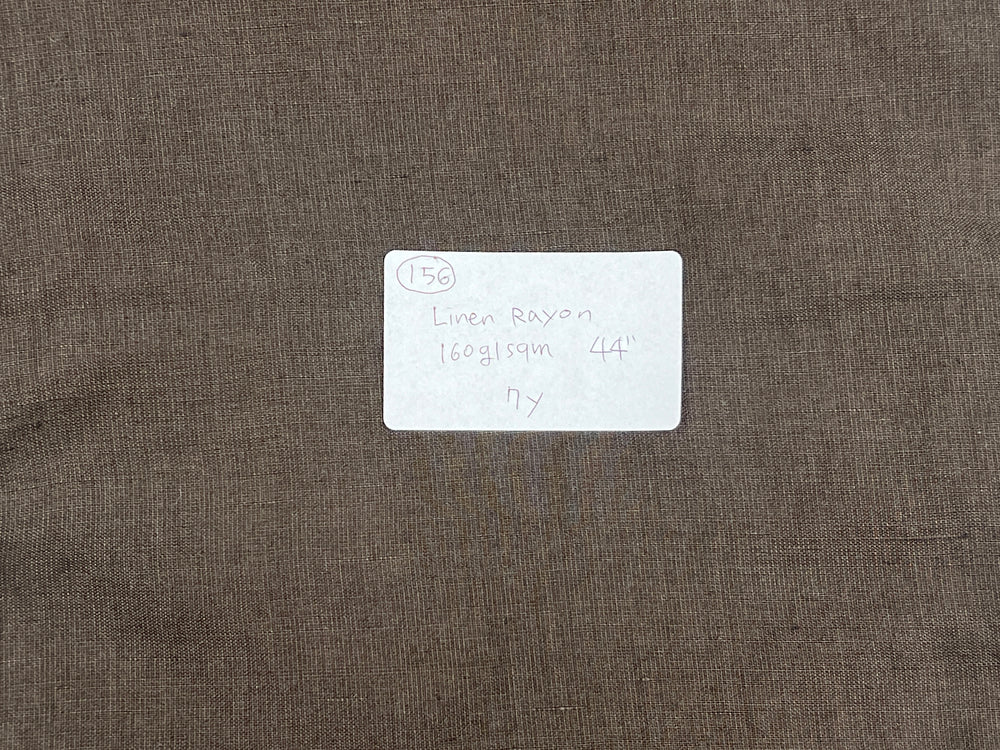 156
Linen Rayon
160g/sqm 44"
7y